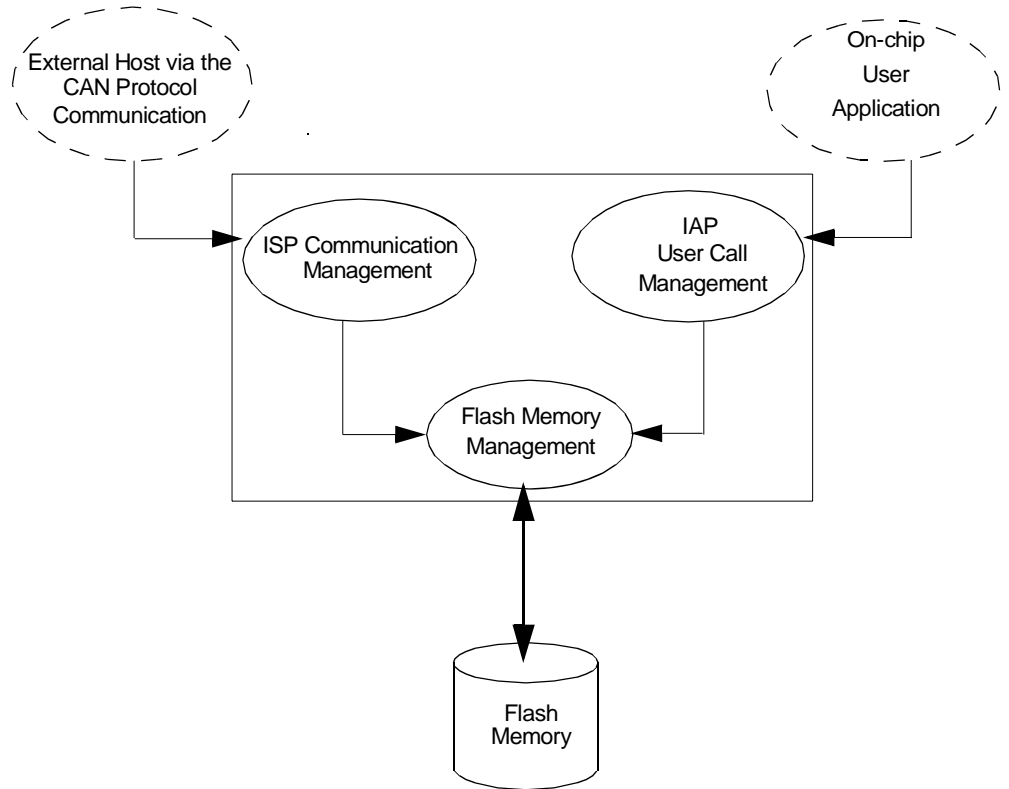 External Host via the
CAN Protocol
Communication
On-chip
User
Application
ISP Communication
Management
IAP
User Call
Management
Flash Memory
Management
Flash
Memory